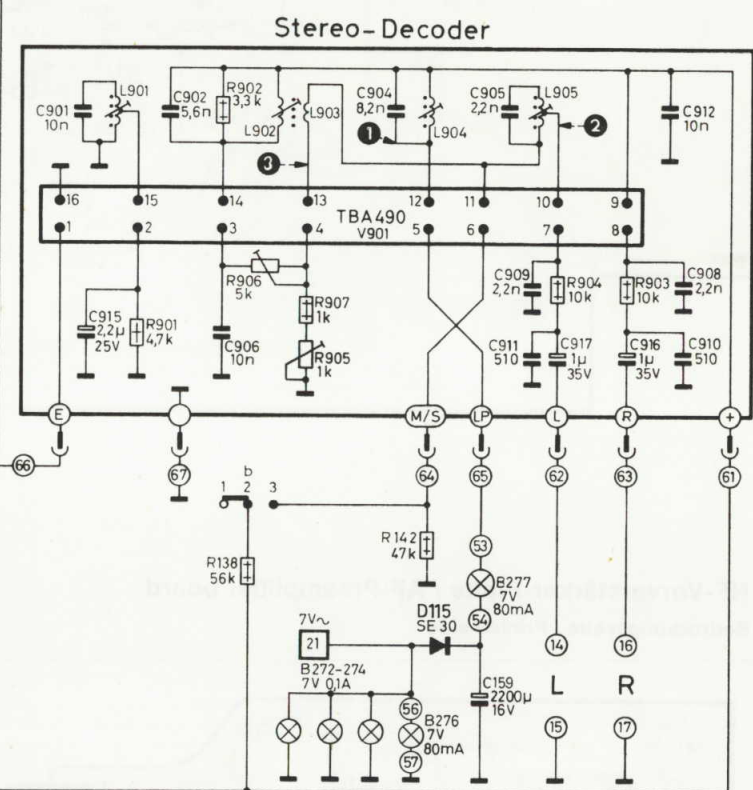 Stereo-Decoder
C901
10n
L901
C902
5,6n
R902
3,3k
L902
L903
C904
8,2n
L904
C905
2,2n
L905
C912
10n
1
2
3
16 15 14 13 12 11 10 9
TBA490
V901
1 2 3 4 5 6 7 8
C915
2,2µ
25V
R901
4,7k
R906
5k
C906
10n
R907
1k
R905
1k
C909
2,2n
R904
10k
R903
10k
C908
2,2n
C911
510
C917
1µ
35V
C916
1µ
35V
C910
510
E M/S LP L R +
66 67 64 65 62 63 61
b
1 2 3
R138
56k
R142
47k
53
B277
7V
80mA
54
D115
SE 30
7V~
21
B272-274
7V 0,1A
56
B276
7V
80mA
57
C159
2200µ
16V
14 16
L R
15 17